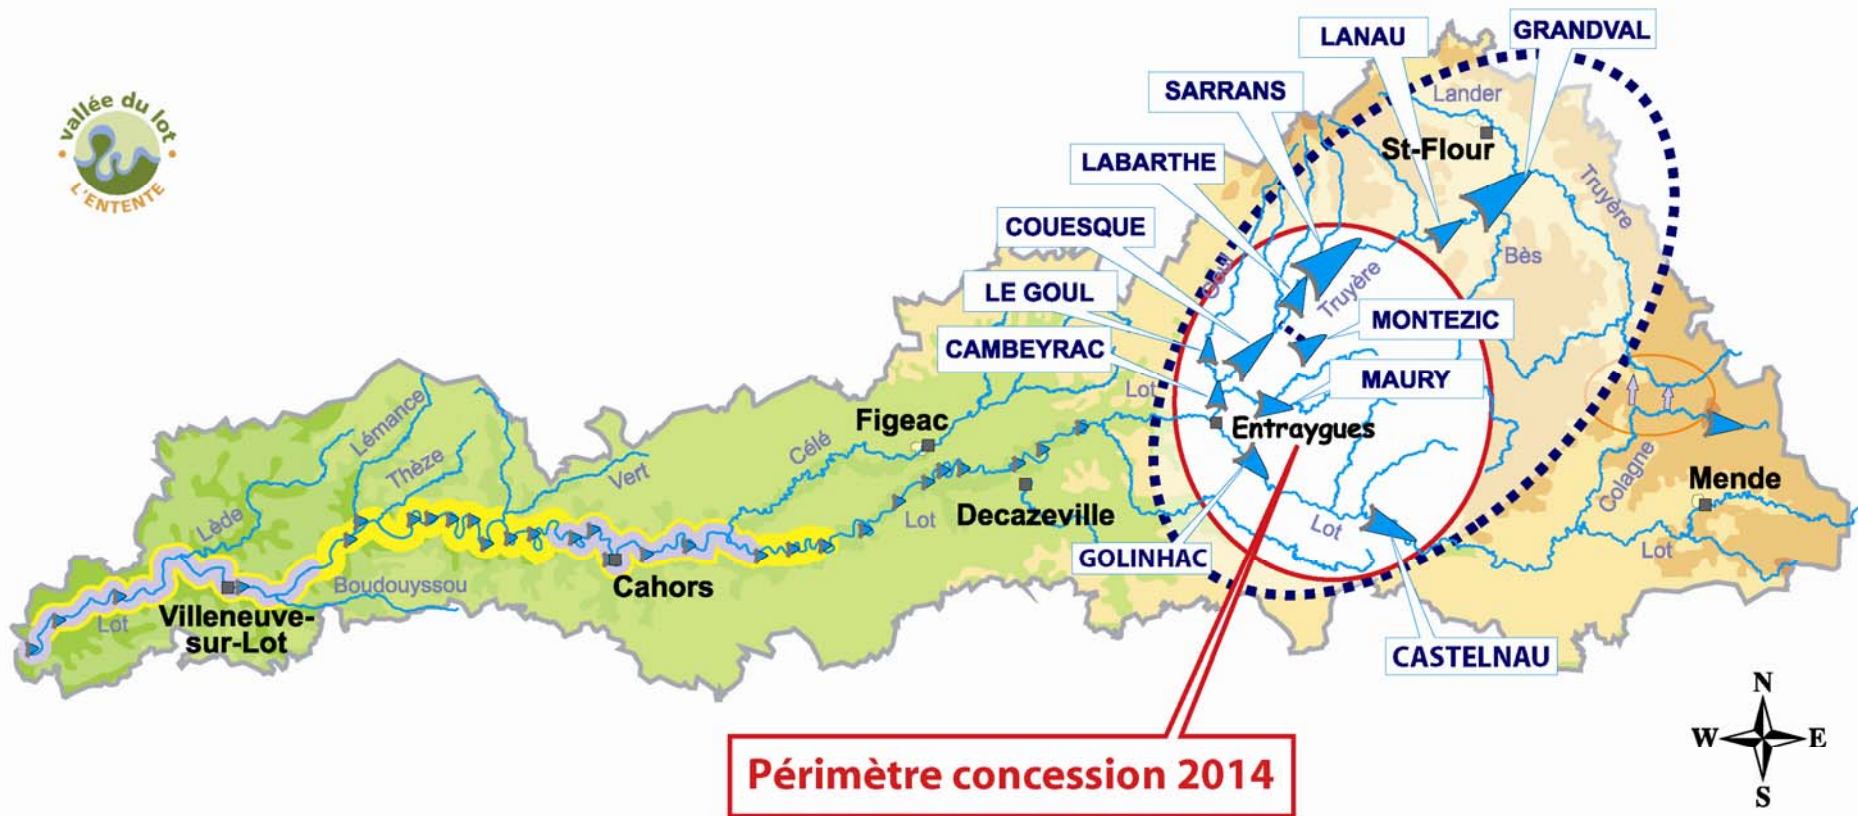 vallée du lot
L'ENTENTE
LANAU
GRANDVAL
SARRANS
Lander
St-Flour
LABARTHE
Truyère
COUESQUE
Bès
Goul
Truyère
LE GOUL
MONTEZIC
CAMBEYRAC
MAURY
Lot
Figeac
Entraygues
Lémance
Thèze
Célé
Vert
Colagne
Mende
Lède
Decazeville
Lot
Lot
Lot
GOLINHAC
Boudouyssou
Cahors
Villeneuve-
sur-Lot
Lot
CASTELNAU
Périmètre concession 2014
N
W
E
S